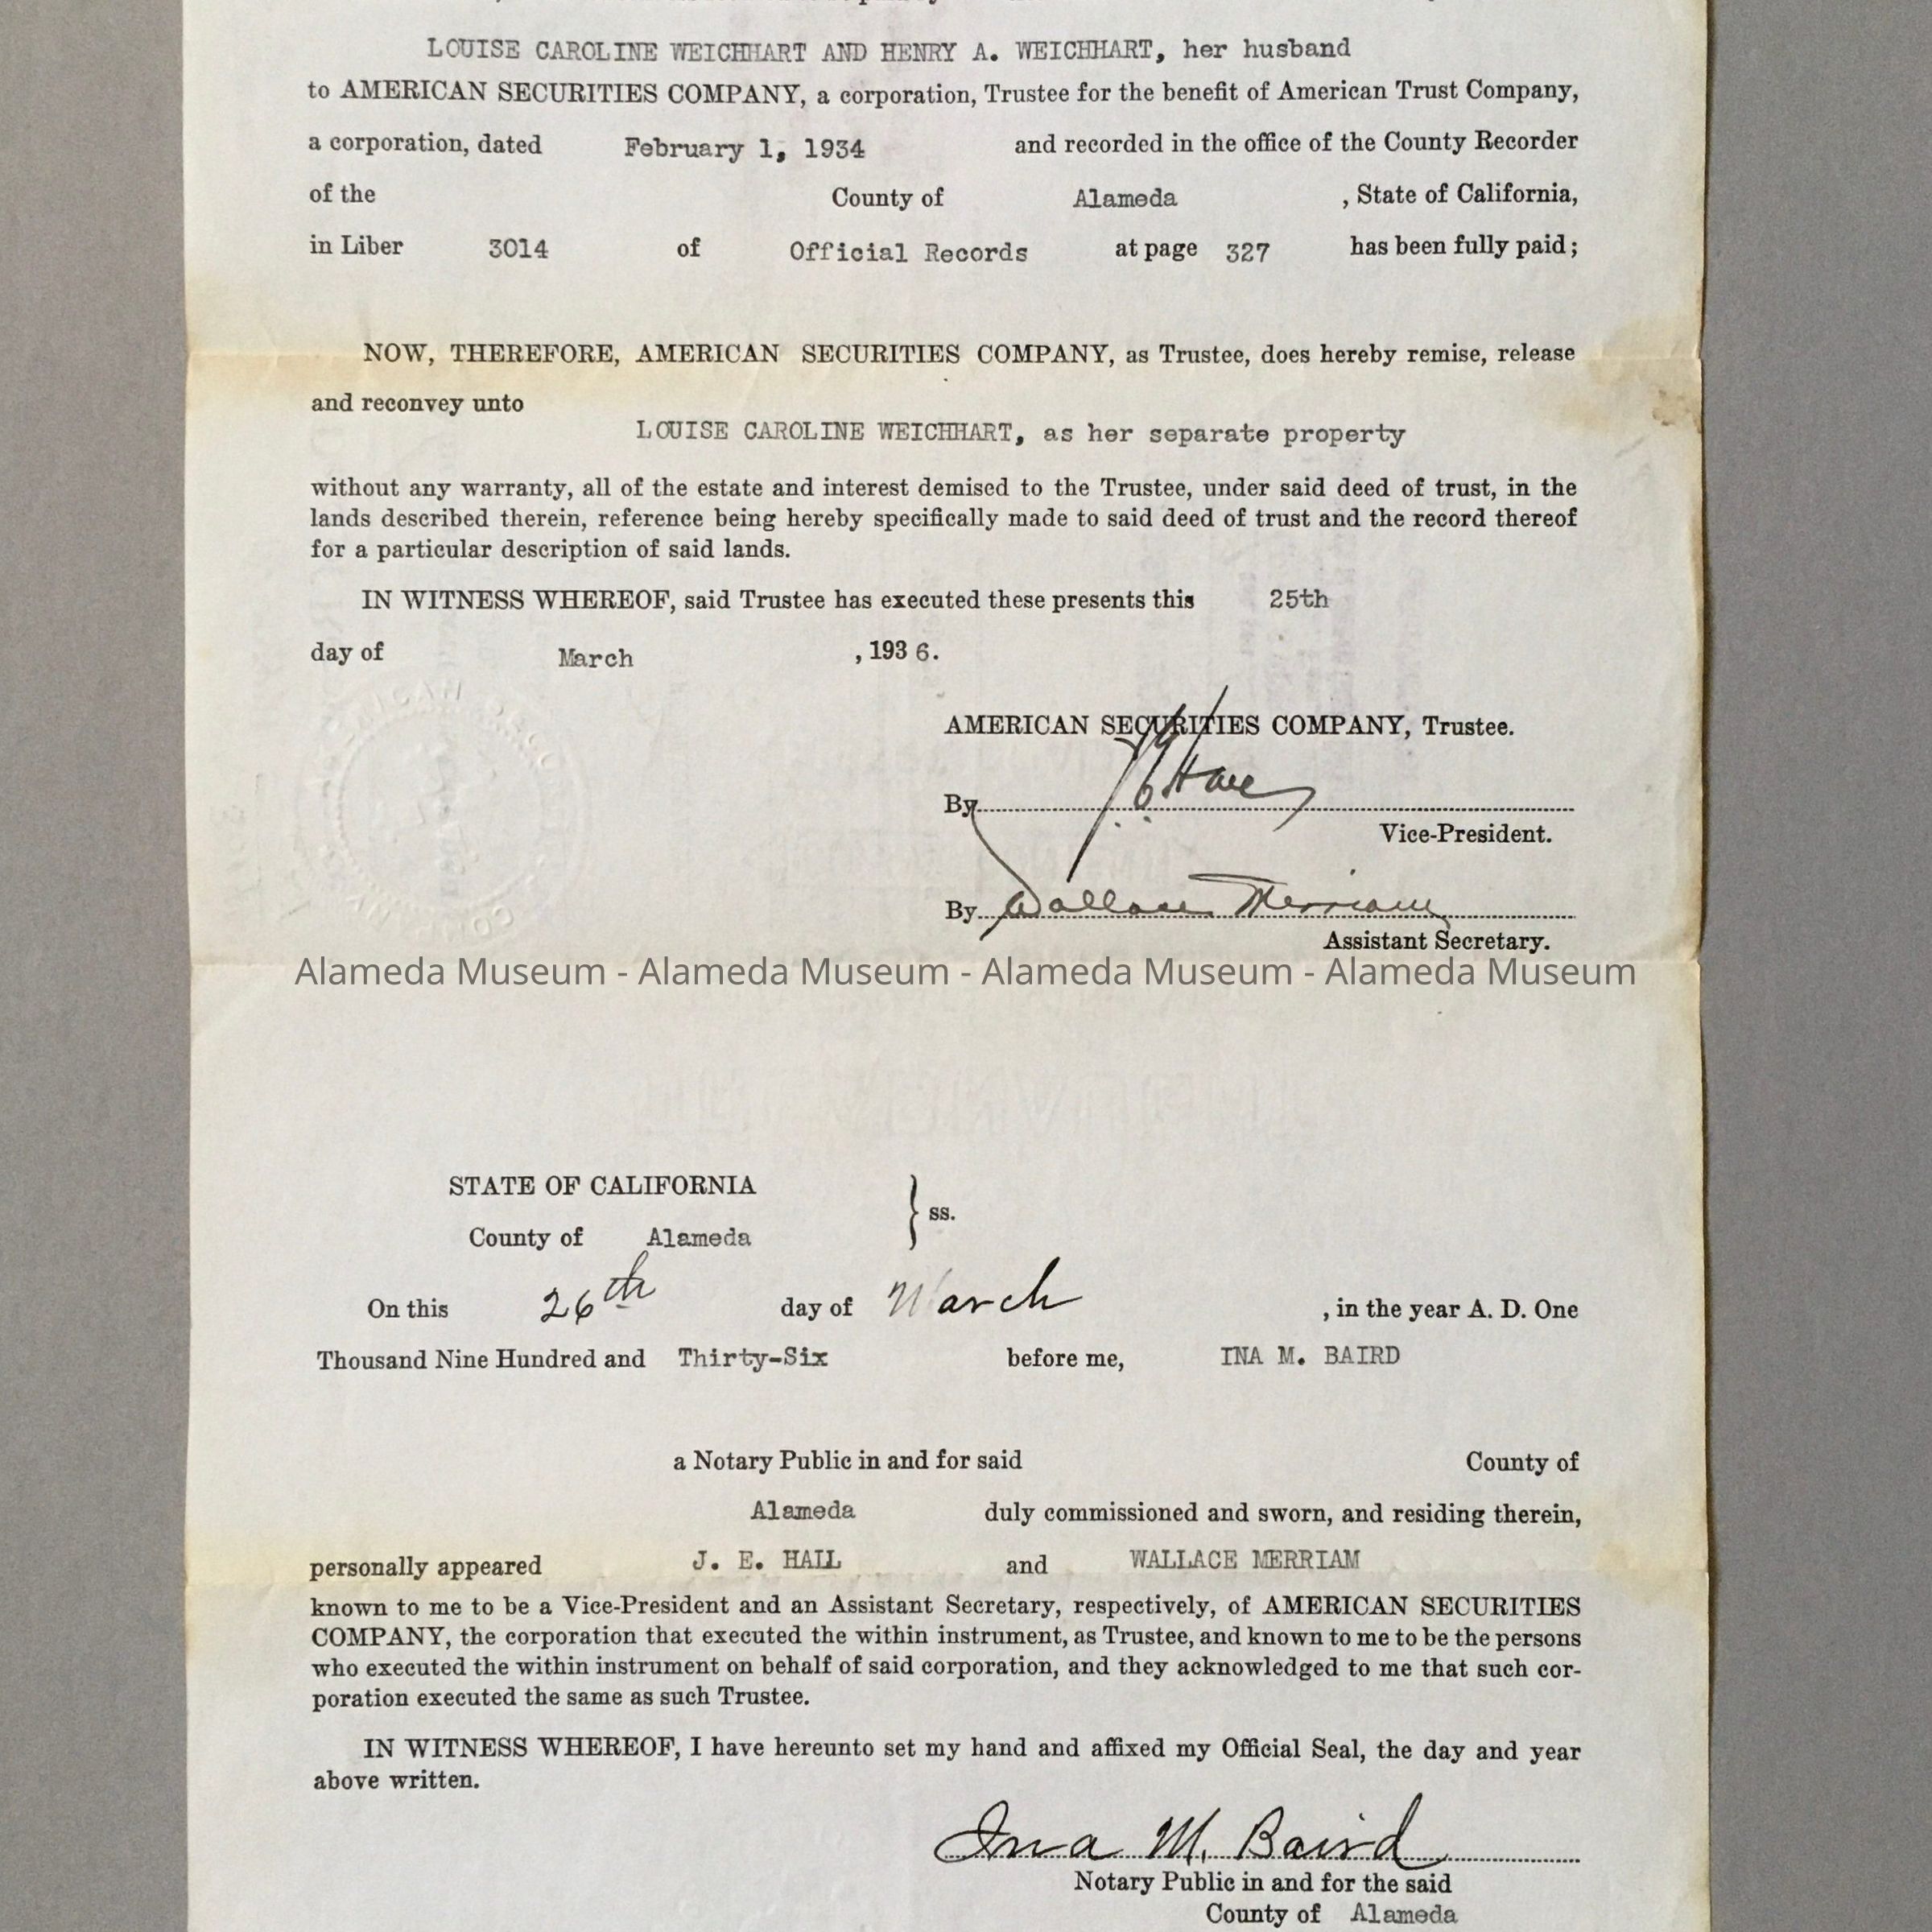 LOUISE CAROLINE WEICHHART AND HENRY A. WEICHHART, her husband
to AMERICAN SECURITIES COMPANY, a corporation, Trustee for the benefit of American Trust Company,
a corporation, dated February 1, 1934 and recorded in the office of the County Recorder
of the County of Alameda , State of California,
in Liber 3014 of Official Records at page 327 has been fully paid;
NOW, THEREFORE, AMERICAN SECURITIES COMPANY, as Trustee, does hereby remise, release
and reconvey unto
LOUISE CAROLINE WEICHHART, as her separate property
without any warranty, all of the estate and interest demised to the Trustee, under said deed of trust, in the
lands described therein, reference being hereby specifically made to said deed of trust and the record thereof
for a particular description of said lands.
IN WITNESS WHEREOF, said Trustee has executed these presents this 25th
day of March , 1936.
AMERICAN SECURITIES COMPANY, Trustee.
By J E Hall
Vice-President.
By Wallace Merriam
Assistant Secretary.
Alameda Museum - Alameda Museum - Alameda Museum - Alameda Museum
STATE OF CALIFORNIA
County of Alameda } ss.
On this 26th day of March , in the year A. D. One
Thousand Nine Hundred and Thirty-Six before me, INA M. BAIRD
a Notary Public in and for said County of
Alameda duly commissioned and sworn, and residing therein,
personally appeared J. E. HALL and WALLACE MERRIAM
known to me to be a Vice-President and an Assistant Secretary, respectively, of AMERICAN SECURITIES
COMPANY, the corporation that executed the within instrument, as Trustee, and known to me to be the persons
who executed the within instrument on behalf of said corporation, and they acknowledged to me that such cor-
poration executed the same as such Trustee.
IN WITNESS WHEREOF, I have hereunto set my hand and affixed my Official Seal, the day and year
above written.
Ina M. Baird
Notary Public in and for the said
County of Alameda